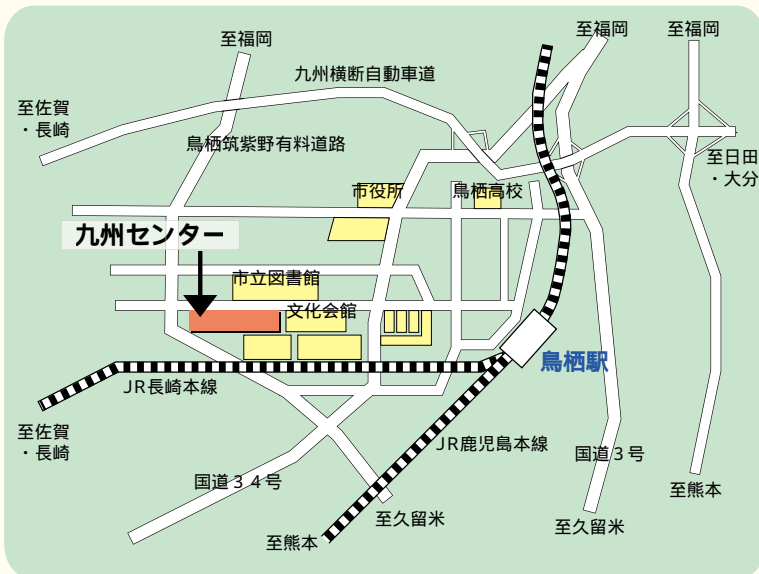 至福岡
至福岡
至福岡
九州横断自動車道
至佐賀
・長崎
鳥栖筑紫野有料道路
至日田
・大分
市役所
鳥栖高校
九州センター
市立図書館
文化会館
鳥栖駅
JR長崎本線
至佐賀
・長崎
JR鹿児島本線
国道3号
国道34号
至熊本
至久留米
至久留米
至熊本